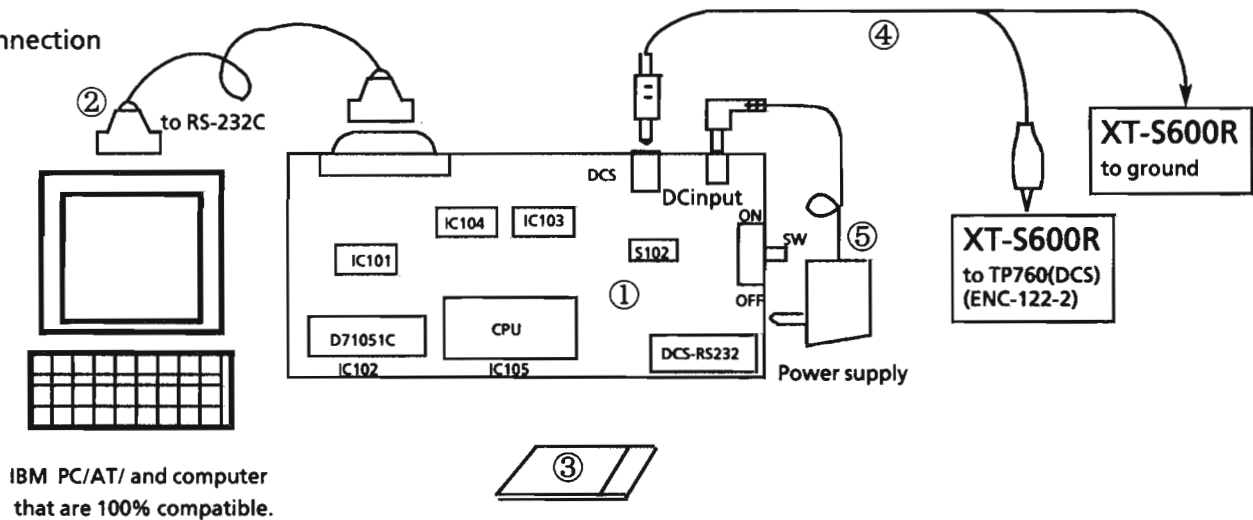 nnection
②
to RS-232C
④
XT-S600R
to ground
DCS
DCinput
IC104
IC103
ON
SW
⑤
XT-S600R
to TP760(DCS)
(ENC-122-2)
IC101
S102
①
OFF
D71051C
CPU
DCS-RS232
IC102
IC105
Power supply
③
IBM PC/AT/ and computer
that are 100% compatible.